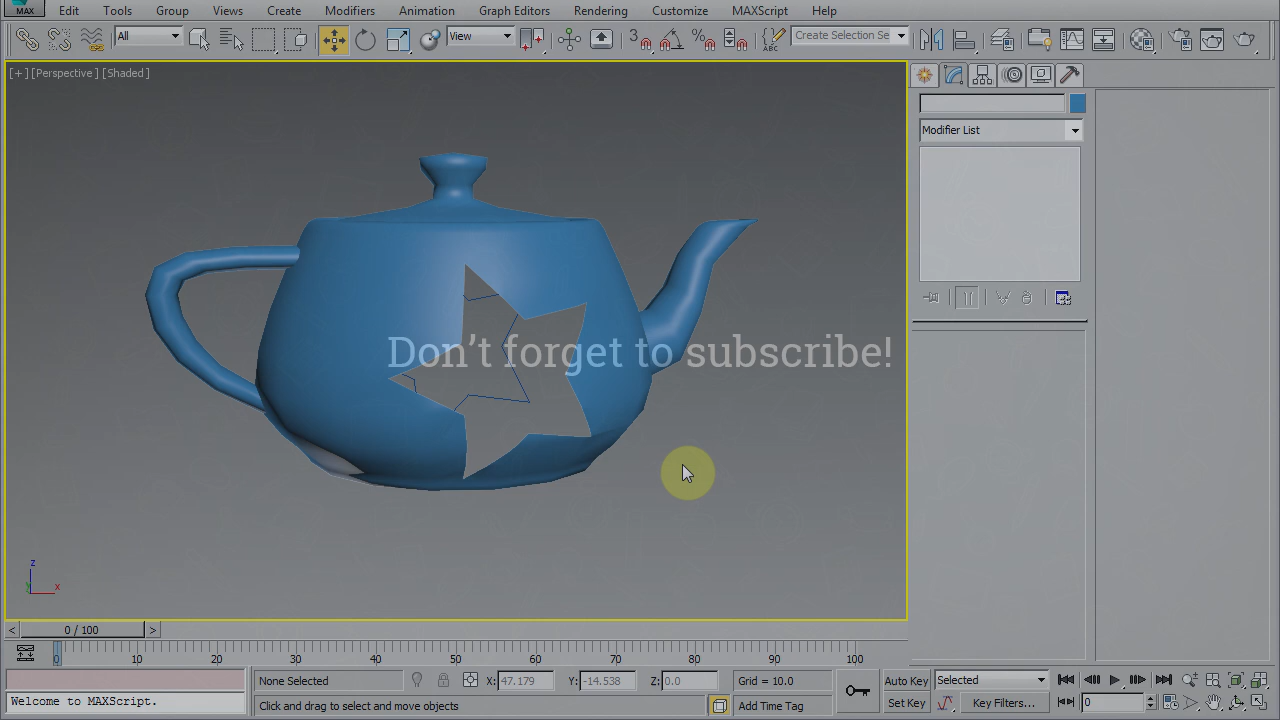 MAX Edit Tools Group Views Create Modifiers Animation Graph Editors Rendering Customize MAXScript Help
All View 3 % ABC Create Selection Se
[+][Perspective][Shaded]
Modifier List
Don't forget to subscribe!
z
y x
< 0 / 100 >
0 10 20 30 40 50 60 70 80 90 100
None Selected X: 47.179 Y: -14.538 Z: 0.0 Grid = 10.0 Auto Key Selected
Welcome to MAXScript. Click and drag to select and move objects Add Time Tag Set Key Key Filters... 0